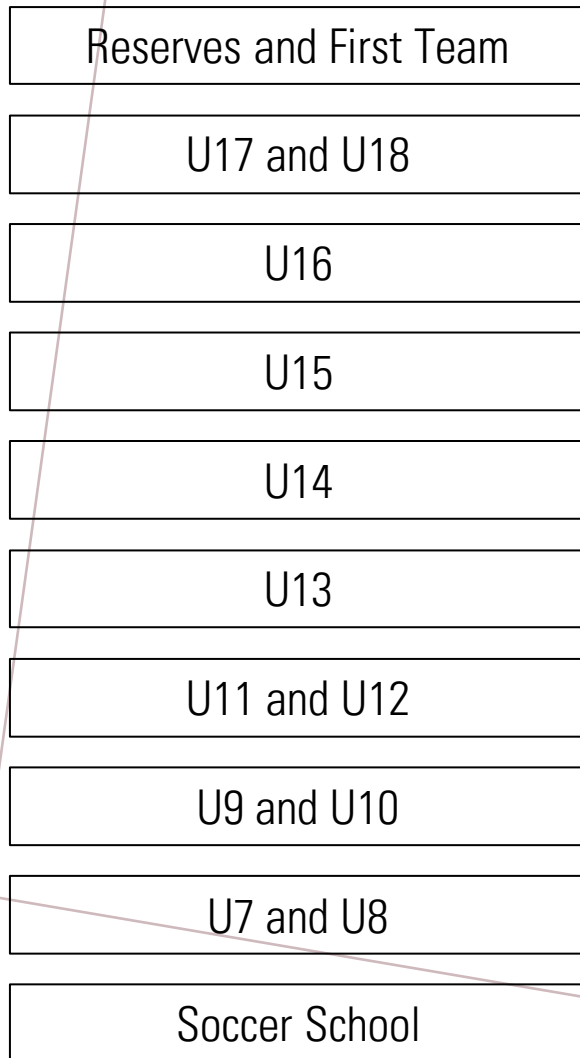 Reserves and First Team
U17 and U18
U16
U15
U14
U13
U11 and U12
U9 and U10
U7 and U8
Soccer School